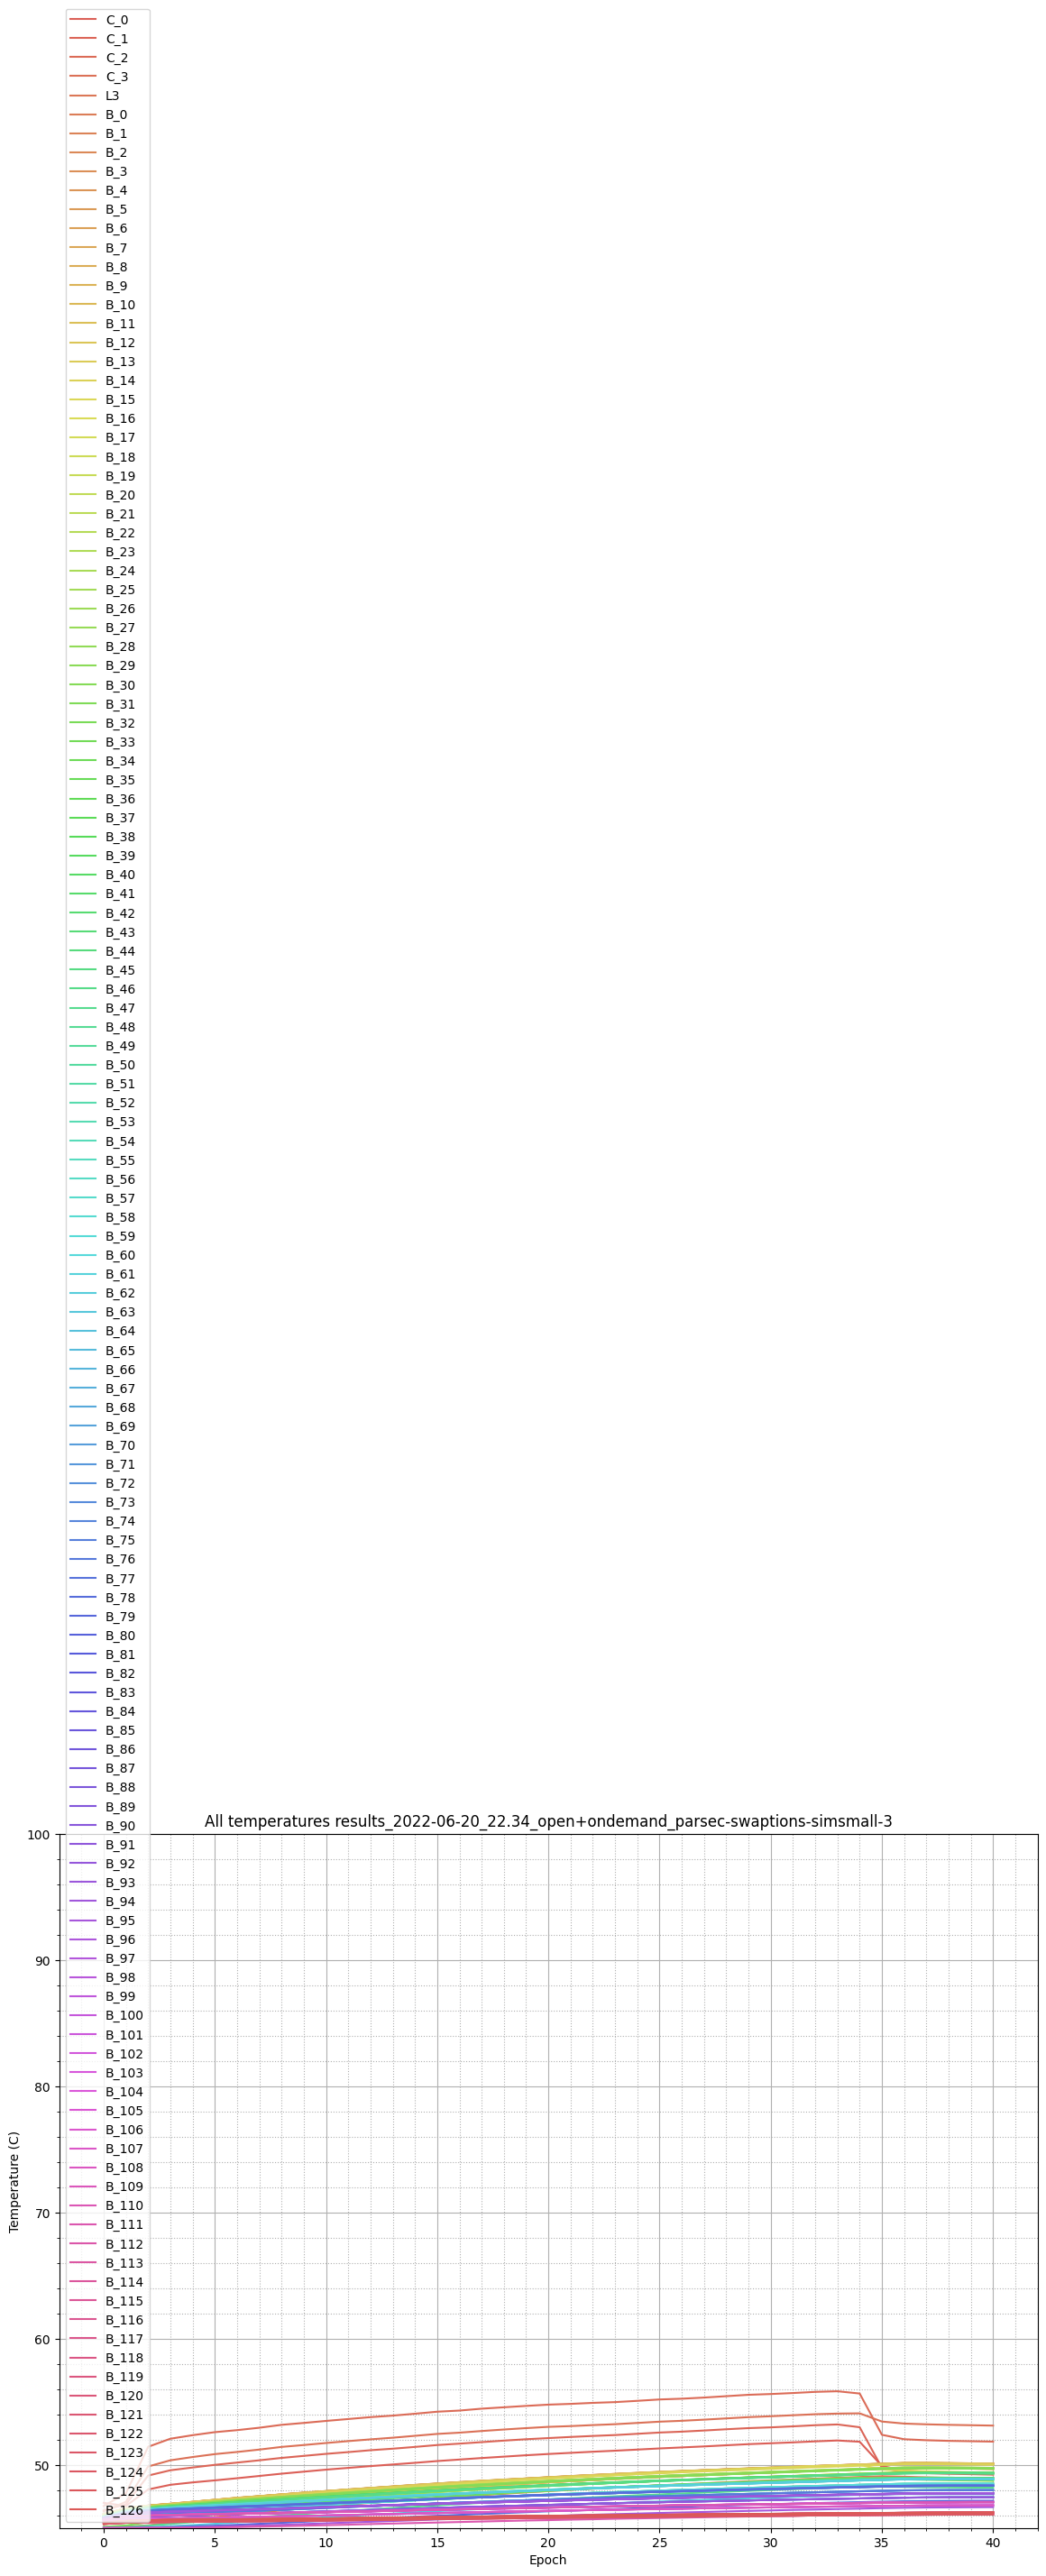 C_0
C_1
C_2
C_3
L3
B_0
B_1
B_2
B_3
B_4
B_5
B_6
B_7
B_8
B_9
B_10
B_11
B_12
B_13
B_14
B_15
B_16
B_17
B_18
B_19
B_20
B_21
B_22
B_23
B_24
B_25
B_26
B_27
B_28
B_29
B_30
B_31
B_32
B_33
B_34
B_35
B_36
B_37
B_38
B_39
B_40
B_41
B_42
B_43
B_44
B_45
B_46
B_47
B_48
B_49
B_50
B_51
B_52
B_53
B_54
B_55
B_56
B_57
B_58
B_59
B_60
B_61
B_62
B_63
B_64
B_65
B_66
B_67
B_68
B_69
B_70
B_71
B_72
B_73
B_74
B_75
B_76
B_77
B_78
B_79
B_80
B_81
B_82
B_83
B_84
B_85
B_86
B_87
B_88
B_89
B_90
B_91
B_92
B_93
B_94
B_95
B_96
B_97
B_98
B_99
B_100
B_101
B_102
B_103
B_104
B_105
B_106
B_107
B_108
B_109
B_110
B_111
B_112
B_113
B_114
B_115
B_116
B_117
B_118
B_119
B_120
B_121
B_122
B_123
B_124
B_125
B_126
All temperatures results_2022-06-20_22.34_open+ondemand_parsec-swaptions-simsmall-3
100
90
80
70
60
50
Temperature (C)
0 5 10 15 20 25 30 35 40
Epoch